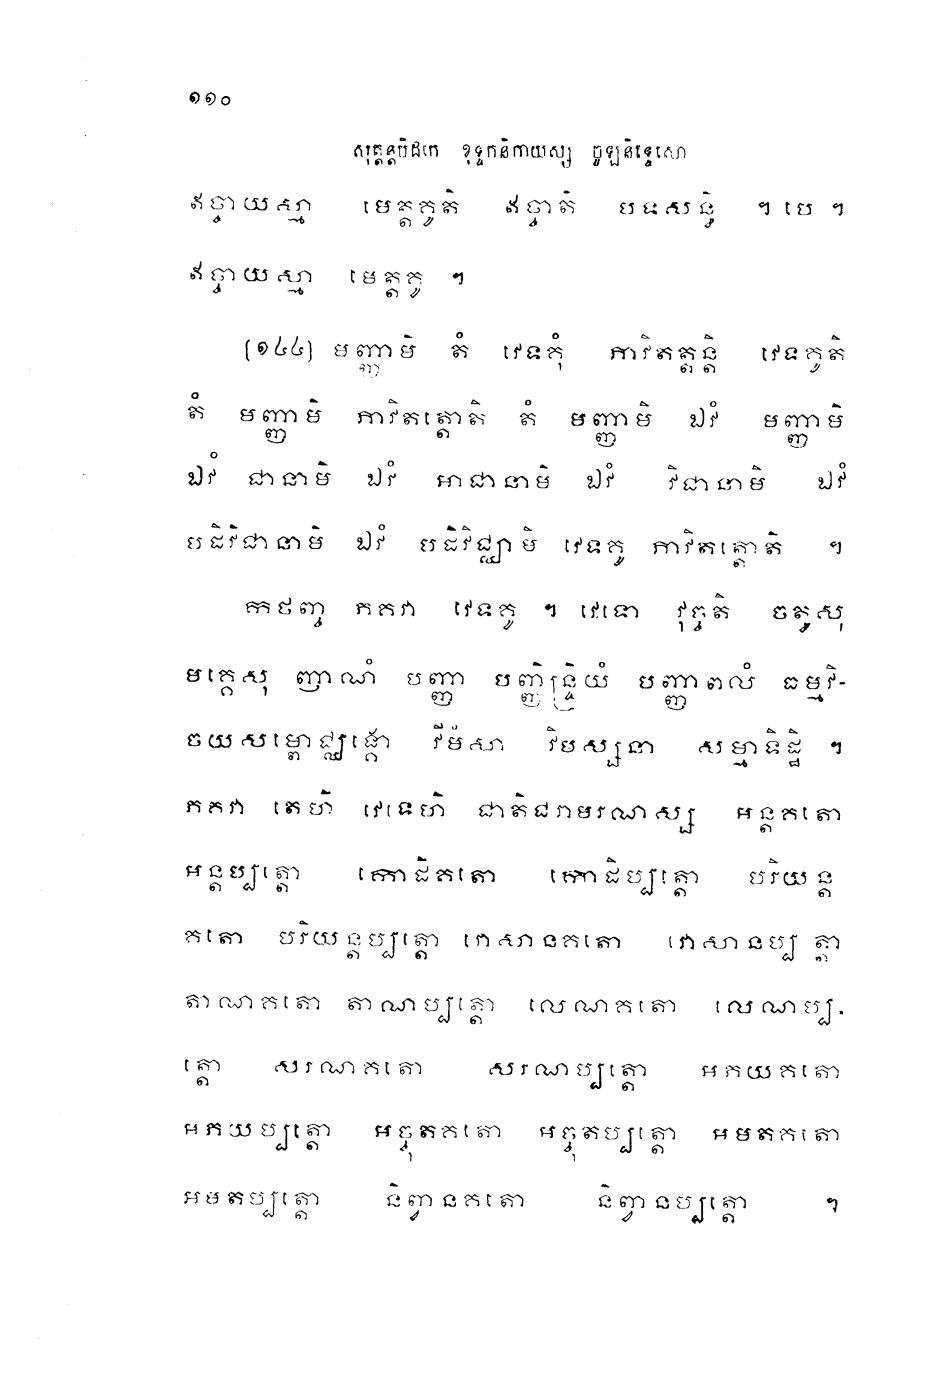 ១១០
សុត្តន្តបិដកេ ខុទ្ទកនិកាយស្ស ចូឡនិទ្ទេសោ
ឥច្ចាយស្មា មេត្តគូតិ ឥច្ចាតិ បទសន្ធិ ។ បេ ។
ឥច្ចាយស្មា មេត្តគូ ។
(១៤៤) មញ្ញាមិ តំ វេទគុំ ភាវិតត្តន្តិ វេទគូតិ
តំ មញ្ញាមិ ភាវិតត្តោតិ តំ មញ្ញាមិ ឯវំ មញ្ញាមិ
ឯវំ ជានាមិ ឯវំ អាជានាមិ ឯវំ វិជានាមិ ឯវំ
បដិវិជានាមិ ឯវំ បដិវិជ្ឈាមិ វេទគូ ភាវិតត្តោតិ ។
កថញ្ច ភគវា វេទគូ ។ វេទោ វុច្ចតិ ចតូសុ
មគ្គេសុ ញាណំ បញ្ញា បញ្ញិន្ទ្រិយំ បញ្ញាពលំ ធម្មវិ-
ចយសម្ពោជ្ឈង្គោ វីមំសា វិបស្សនា សម្មាទិដ្ឋិ ។
ភគវា តេហិ វេទេហិ ជាតិជរាមរណស្ស អន្តគតោ
អន្តប្បត្តោ កោដិគតោ កោដិប្បត្តោ បរិយន្ត
គតោ បរិយន្តប្បត្តោ វោសានគតោ វោសានប្បត្តោ
តាណគតោ តាណប្បត្តោ លេណគតោ លេណប្ប-
ត្តោ សរណគតោ សរណប្បត្តោ អភយគតោ
អភយប្បត្តោ អច្ចុតគតោ អច្ចុតប្បត្តោ អមតគតោ
អមតប្បត្តោ និព្វានគតោ និព្វានប្បត្តោ ។